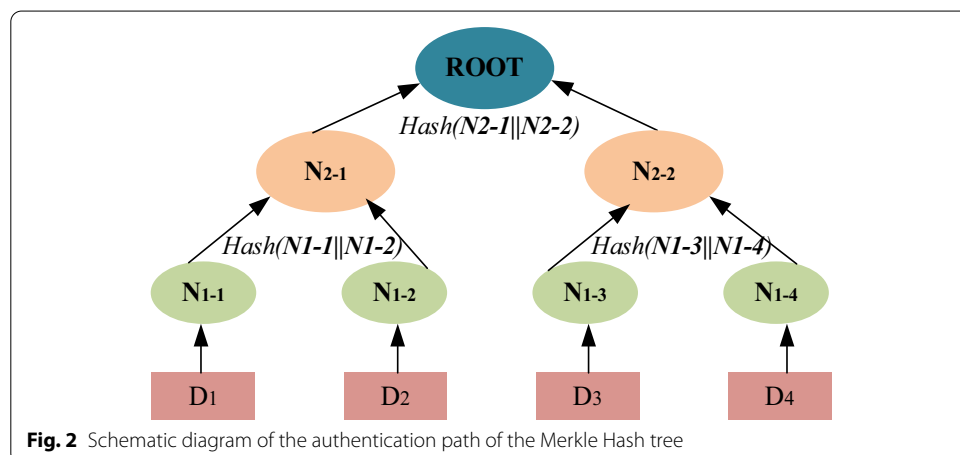 ROOT
Hash(N2-1||N2-2)
N2-1
N2-2
Hash(N1-1||N1-2)
Hash(N1-3||N1-4)
N1-1
N1-2
N1-3
N1-4
D1
D2
D3
D4
Fig. 2 Schematic diagram of the authentication path of the Merkle Hash tree